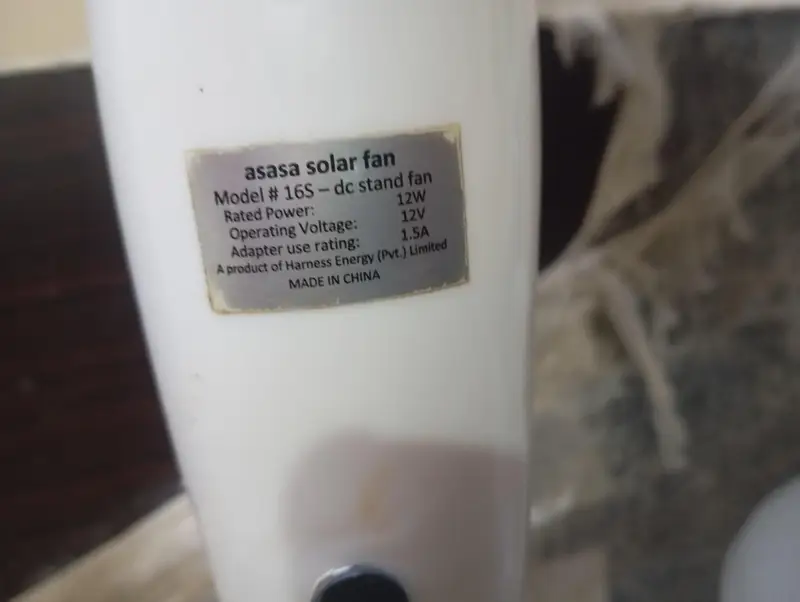 asasa solar fan
Model # 16S – dc stand fan
Rated Power: 12W
Operating Voltage: 12V
Adapter use rating: 1.5A
A product of Harness Energy (Pvt.) Limited
MADE IN CHINA